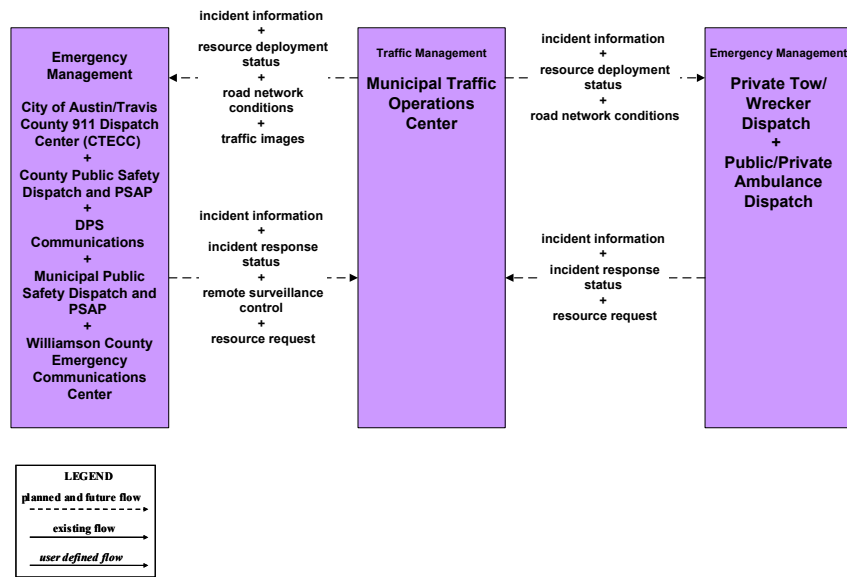 Emergency
Management
City of Austin/Travis
County 911 Dispatch
Center (CTECC)
+
County Public Safety
Dispatch and PSAP
+
DPS
Communications
+
Municipal Public
Safety Dispatch and
PSAP
+
Williamson County
Emergency
Communications
Center
incident information
+
resource deployment
status
+
road network
conditions
+
traffic images
incident information
+
incident response
status
+
remote surveillance
control
+
resource request
Traffic Management
Municipal Traffic
Operations
Center
incident information
+
resource deployment
status
+
road network conditions
incident information
+
incident response
status
+
resource request
Emergency Management
Private Tow/
Wrecker
Dispatch
+
Public/Private
Ambulance
Dispatch
LEGEND
planned and future flow
existing flow
user defined flow